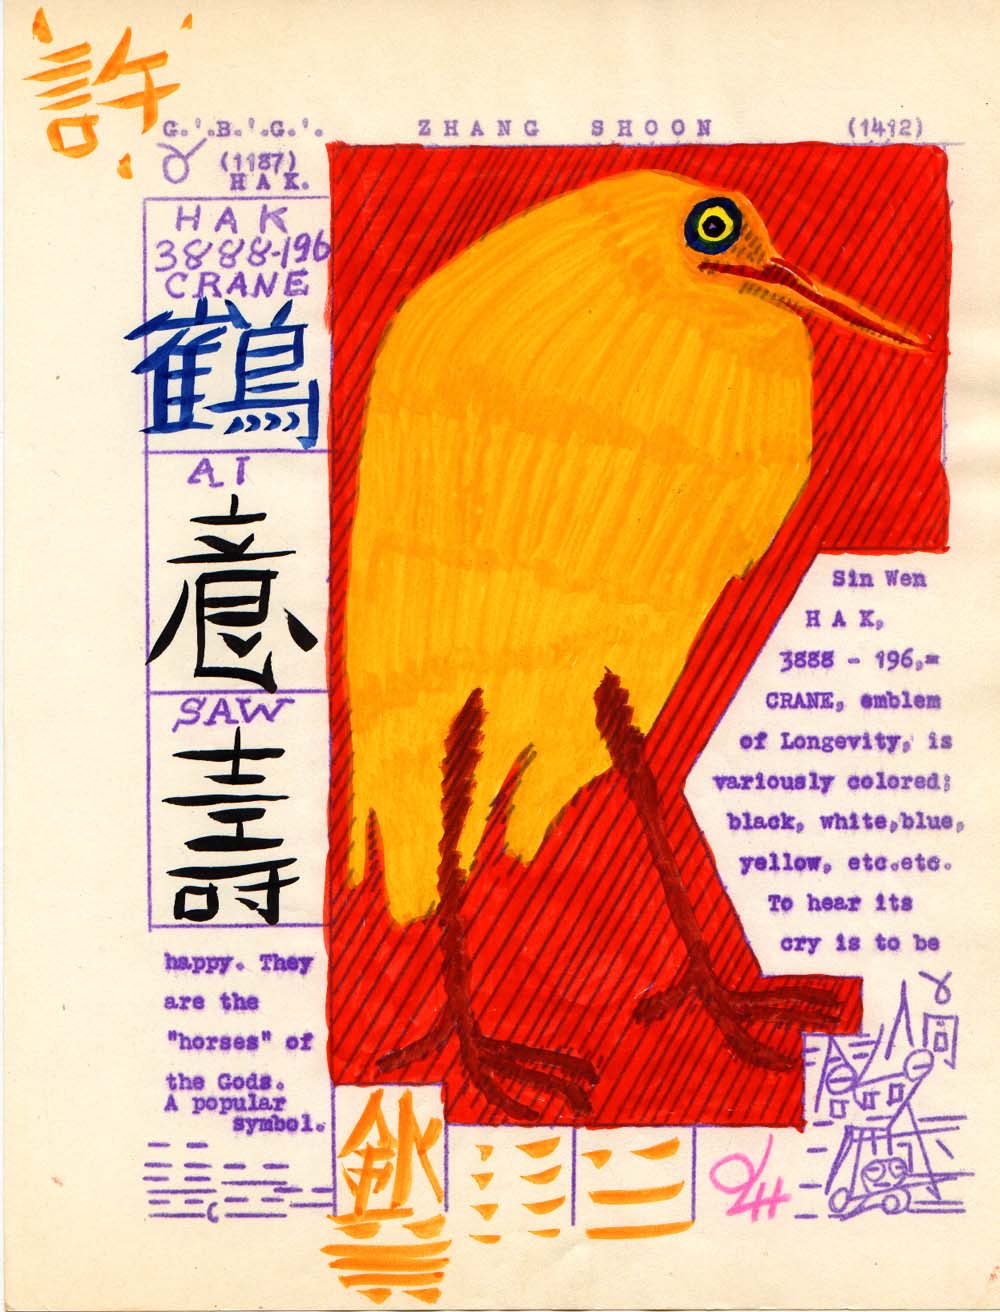 許
G.'.B.'.G.'. ZHANG SHOON (1412)
(1187)
HAK.
HAK
3888-196
CRANE
鶴
AI
意
SAW
壽
Sin Wen
HAK,
3888 - 196,=
CRANE, emblem
of Longevity, is
variously colored;
black, white,blue,
yellow, etc.etc.
To hear its
cry is to be
happy. They
are the
"horses" of
the Gods.
A popular
symbol.